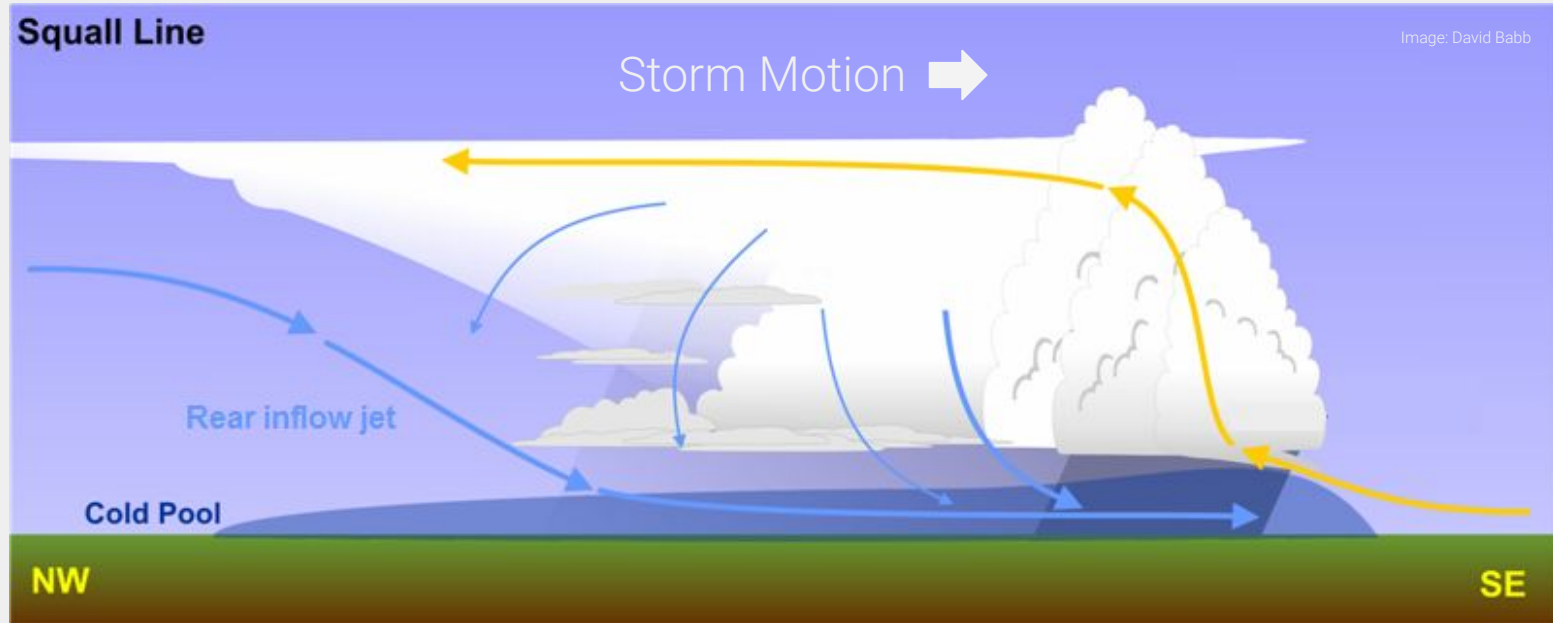 Squall Line
Image: David Babb
Storm Motion
Rear inflow jet
Cold Pool
NW
SE